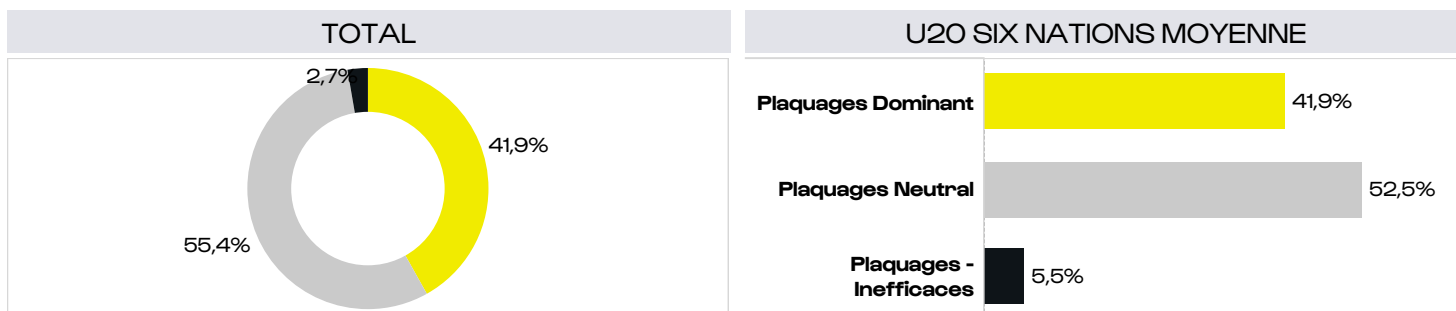 TOTAL
2,7%
41,9%
55,4%
U20 SIX NATIONS MOYENNE
Plaquages Dominant
41,9%
Plaquages Neutral
52,5%
Plaquages -
Inefficaces
5,5%